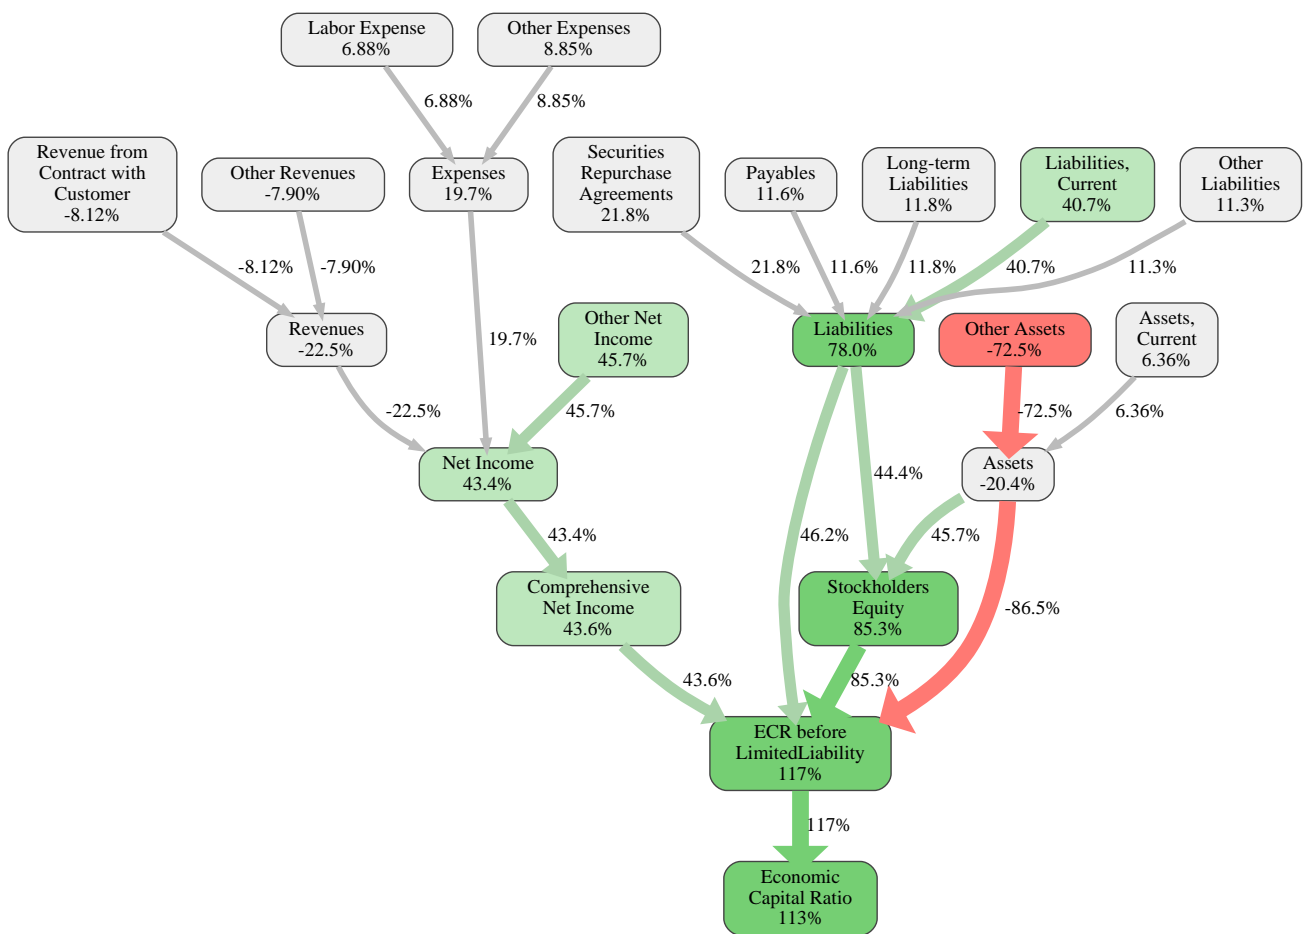 Labor Expense
6.88%
Other Expenses
8.85%
6.88%
8.85%
Revenue from
Contract with
Customer
-8.12%
Other Revenues
-7.90%
Expenses
19.7%
Securities
Repurchase
Agreements
21.8%
Payables
11.6%
Long-term
Liabilities
11.8%
Liabilities,
Current
40.7%
Other
Liabilities
11.3%
-8.12%
-7.90%
21.8%
11.6%
11.8%
40.7%
11.3%
Revenues
-22.5%
19.7%
Other Net
Income
45.7%
Liabilities
78.0%
Other Assets
-72.5%
Assets,
Current
6.36%
-22.5%
45.7%
-72.5%
6.36%
Net Income
43.4%
44.4%
Assets
-20.4%
43.4%
46.2%
45.7%
Comprehensive
Net Income
43.6%
Stockholders
Equity
85.3%
-86.5%
43.6%
85.3%
ECR before
LimitedLiability
117%
117%
Economic
Capital Ratio
113%